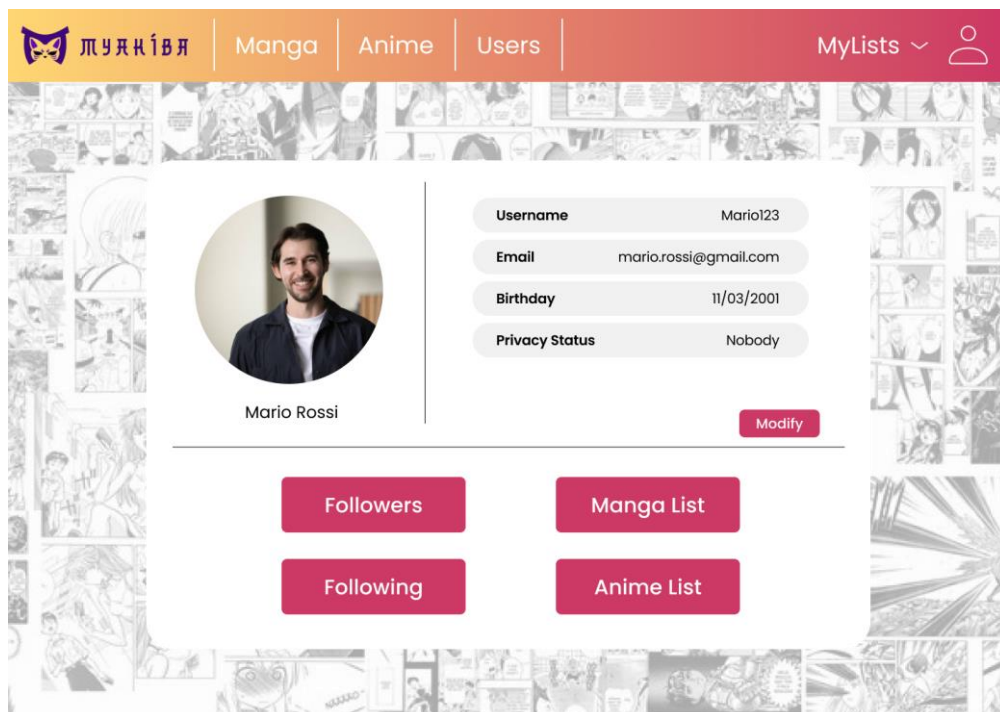 MYAKIBA Manga Anime Users MyLists
Username Mario123
Email mario.rossi@gmail.com
Birthday 11/03/2001
Privacy Status Nobody
Mario Rossi
Modify
Followers Manga List
Following Anime List